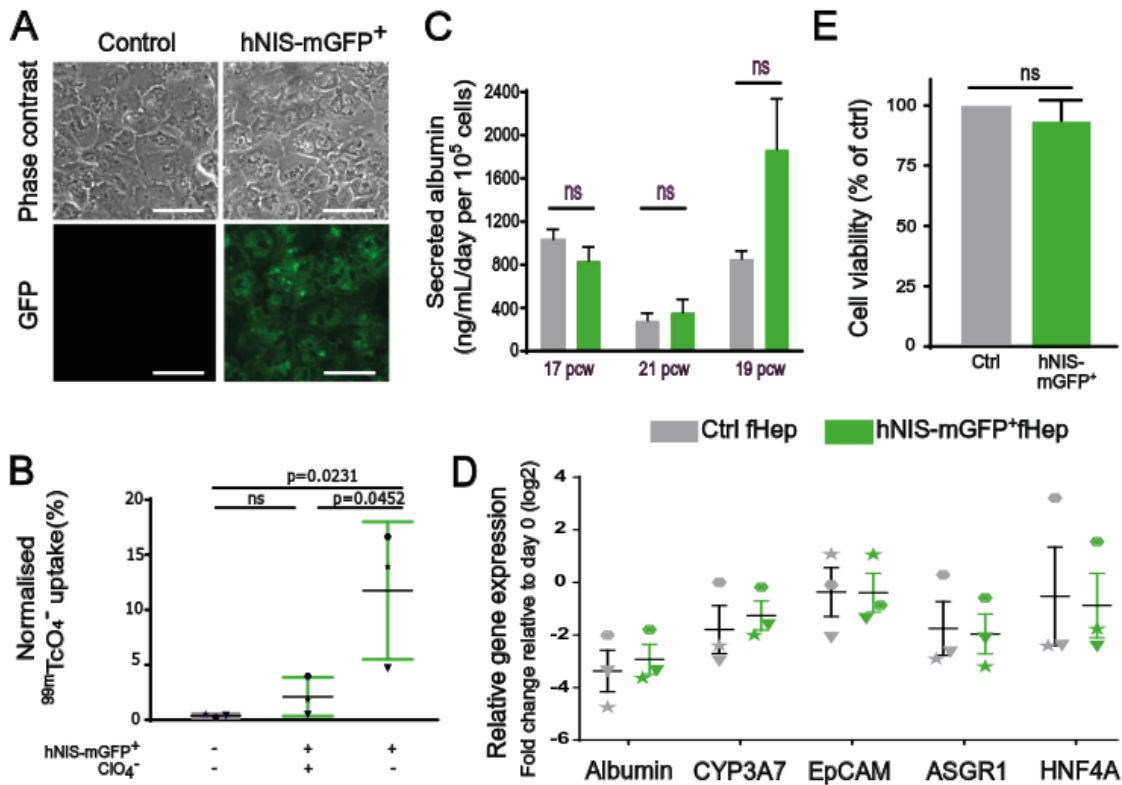 A
Control
hNIS-mGFP⁺
Phase contrast
GFP
C
Secreted albumin
(ng/mL/day per 10⁵ cells)
2400
2000
1600
1200
800
400
0
ns
ns
ns
17 pcw
21 pcw
19 pcw
E
Cell viability (% of ctrl)
100
75
50
25
0
ns
Ctrl
hNIS-
mGFP⁺
Ctrl fHep
hNIS-mGFP⁺fHep
B
Normalised
⁹⁹ᵐTcO4⁻ uptake(%)
20
15
10
5
0
p=0.0231
ns
p=0.0452
hNIS-mGFP⁺ - + +
ClO₄⁻ - + -
D
Relative gene expression
Fold change relative to day 0 (log2)
4
2
0
-2
-4
-6
Albumin
CYP3A7
EpCAM
ASGR1
HNF4A